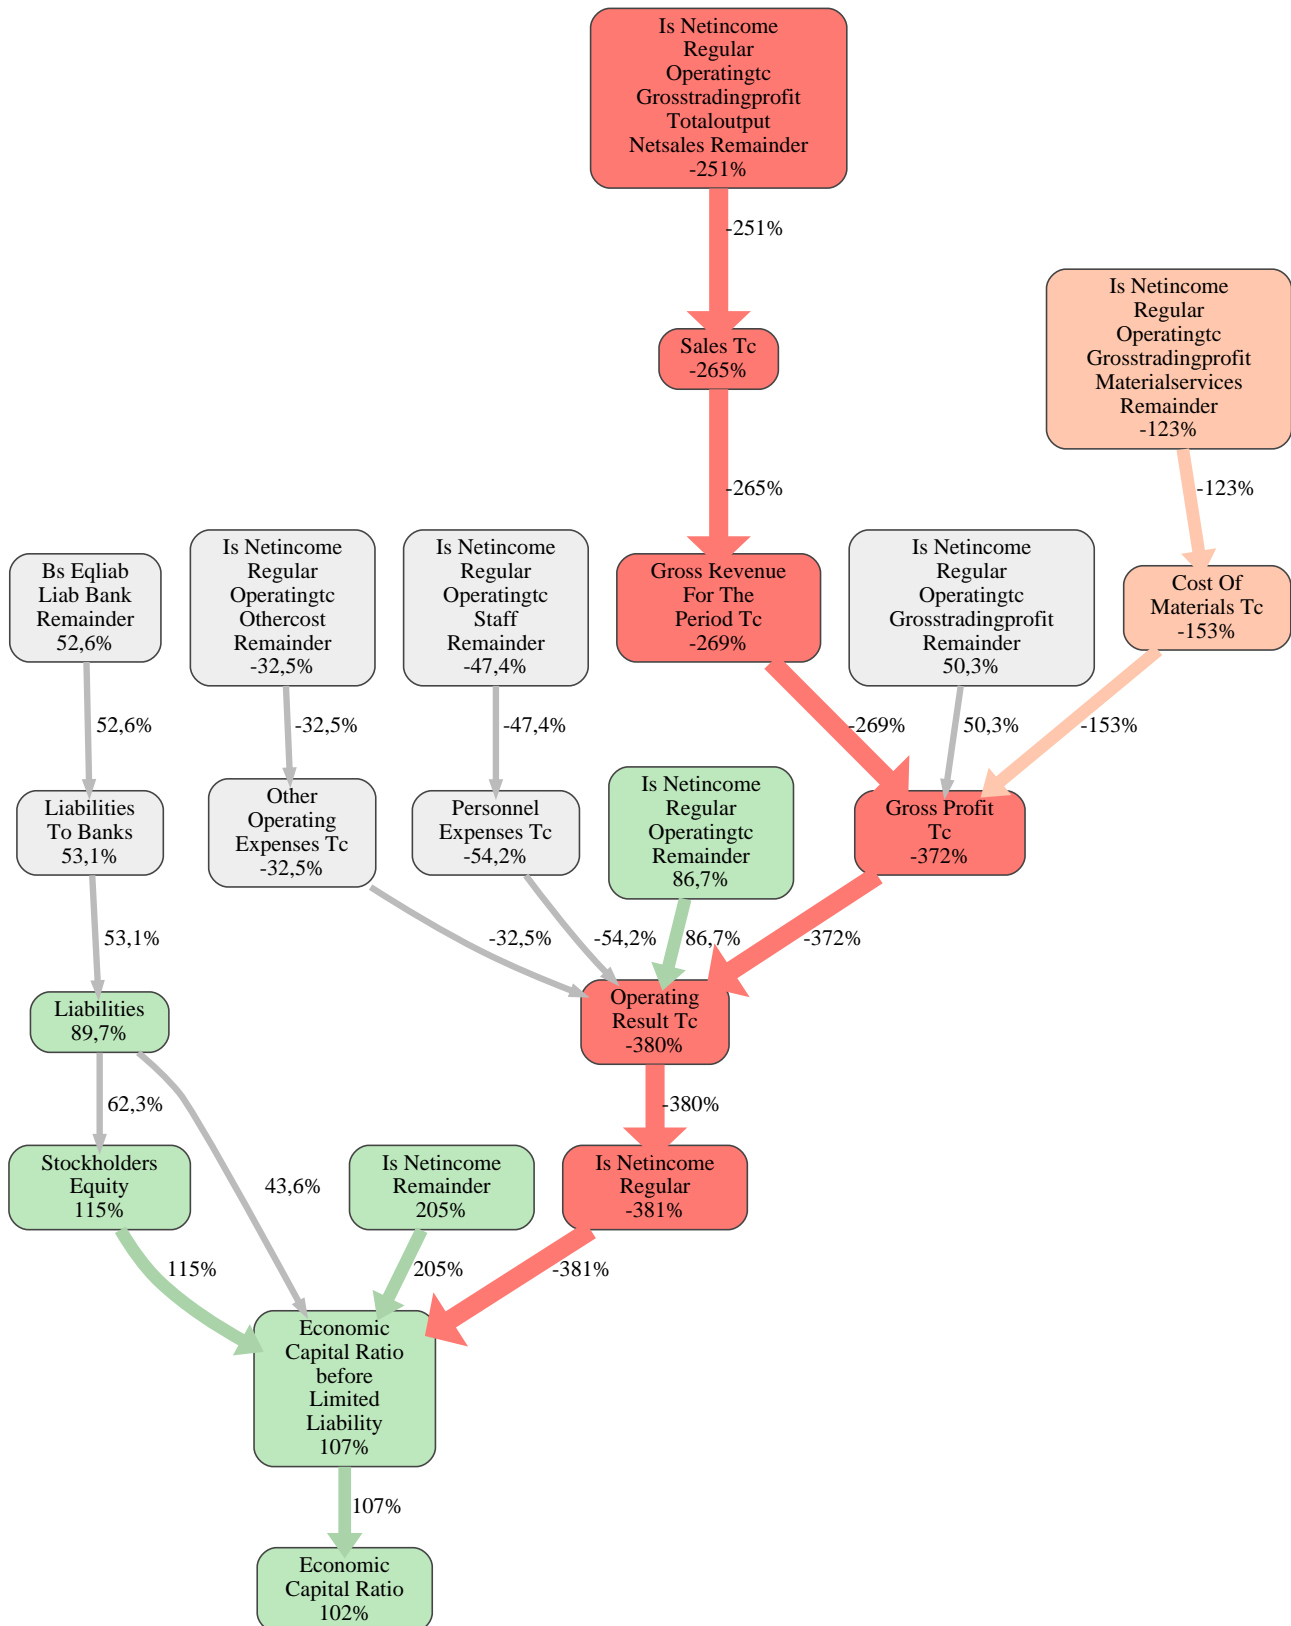 Is Netincome
Regular
Operatingtc
Grosstradingprofit
Totaloutput
Netsales Remainder
-251%
-251%
Is Netincome
Regular
Operatingtc
Grosstradingprofit
Materialservices
Remainder
-123%
Sales Tc
-265%
-265%
-123%
Bs Eqliab
Liab Bank
Remainder
52,6%
Is Netincome
Regular
Operatingtc
Othercost
Remainder
-32,5%
Is Netincome
Regular
Operatingtc
Staff
Remainder
-47,4%
Gross Revenue
For The
Period Tc
-269%
Is Netincome
Regular
Operatingtc
Grosstradingprofit
Remainder
50,3%
Cost Of
Materials Tc
-153%
52,6%
-32,5%
-47,4%
-269%
50,3%
-153%
Liabilities
To Banks
53,1%
Other
Operating
Expenses Tc
-32,5%
Personnel
Expenses Tc
-54,2%
Is Netincome
Regular
Operatingtc
Remainder
86,7%
Gross Profit
Tc
-372%
53,1%
-32,5%
-54,2%
86,7%
-372%
Liabilities
89,7%
Operating
Result Tc
-380%
62,3%
-380%
Stockholders
Equity
115%
43,6%
Is Netincome
Remainder
205%
Is Netincome
Regular
-381%
115%
205%
-381%
Economic
Capital Ratio
before
Limited
Liability
107%
107%
Economic
Capital Ratio
102%